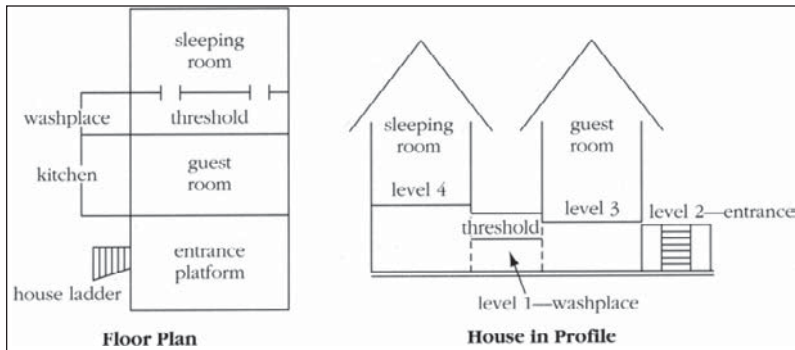 sleeping
room
washplace
threshold
kitchen
guest
room
entrance
platform
house ladder
Floor Plan
sleeping
room
guest
room
level 4
level 3
level 2—entrance
threshold
level 1—washplace
House in Profile